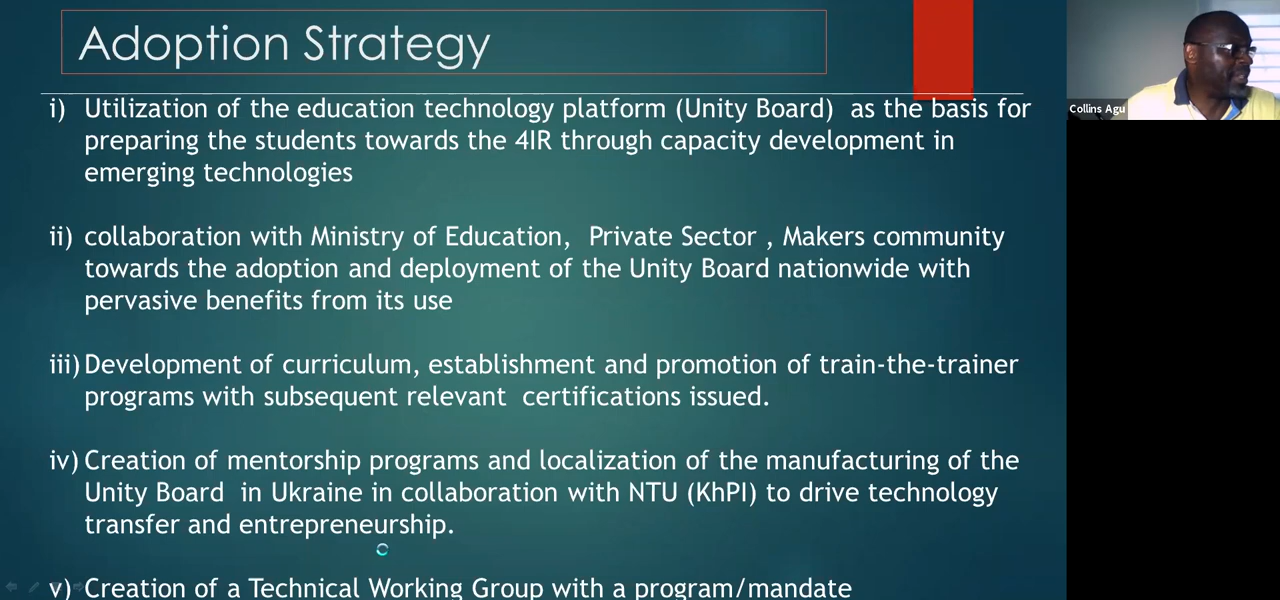 Adoption Strategy
Collins Agu
i) Utilization of the education technology platform (Unity Board) as the basis for
preparing the students towards the 4IR through capacity development in
emerging technologies
ii) collaboration with Ministry of Education, Private Sector , Makers community
towards the adoption and deployment of the Unity Board nationwide with
pervasive benefits from its use
iii) Development of curriculum, establishment and promotion of train-the-trainer
programs with subsequent relevant certifications issued.
iv) Creation of mentorship programs and localization of the manufacturing of the
Unity Board in Ukraine in collaboration with NTU (KhPI) to drive technology
transfer and entrepreneurship.
v) Creation of a Technical Working Group with a program/mandate